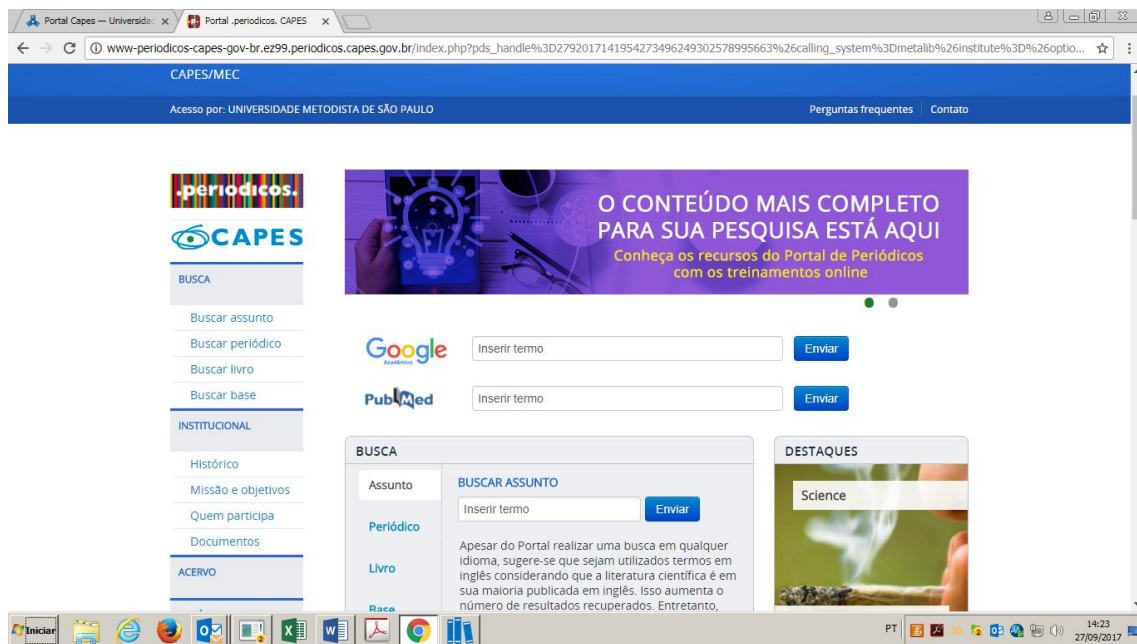 Portal Capes — Universida
Portal .periodicos. CAPES
www-periodicos-capes-gov-br.ez99.periodicos.capes.gov.br/index.php?pds_handle%3D279201714195427349624930257899​5663%26calling_system%3Dmetalib%26institute%3D%26optio...
CAPES/MEC
Acesso por: UNIVERSIDADE METODISTA DE SÃO PAULO
Perguntas frequentes
Contato
.periodicos.
CAPES
O CONTEÚDO MAIS COMPLETO
PARA SUA PESQUISA ESTÁ AQUI
Conheça os recursos do Portal de Periódicos
com os treinamentos online
BUSCA
Buscar assunto
Buscar periódico
Buscar livro
Buscar base
INSTITUCIONAL
Histórico
Missão e objetivos
Quem participa
Documentos
ACERVO
Google
Acadêmico
Inserir termo
Enviar
PubMed
Inserir termo
Enviar
BUSCA
Assunto
Periódico
Livro
Base
BUSCAR ASSUNTO
Inserir termo
Enviar
Apesar do Portal realizar uma busca em qualquer
idioma, sugere-se que sejam utilizados termos em
inglês considerando que a literatura científica é em
sua maioria publicada em inglês. Isso aumenta o
número de resultados recuperados. Entretanto,
DESTAQUES
Science
Iniciar
PT
14:23
27/09/2017